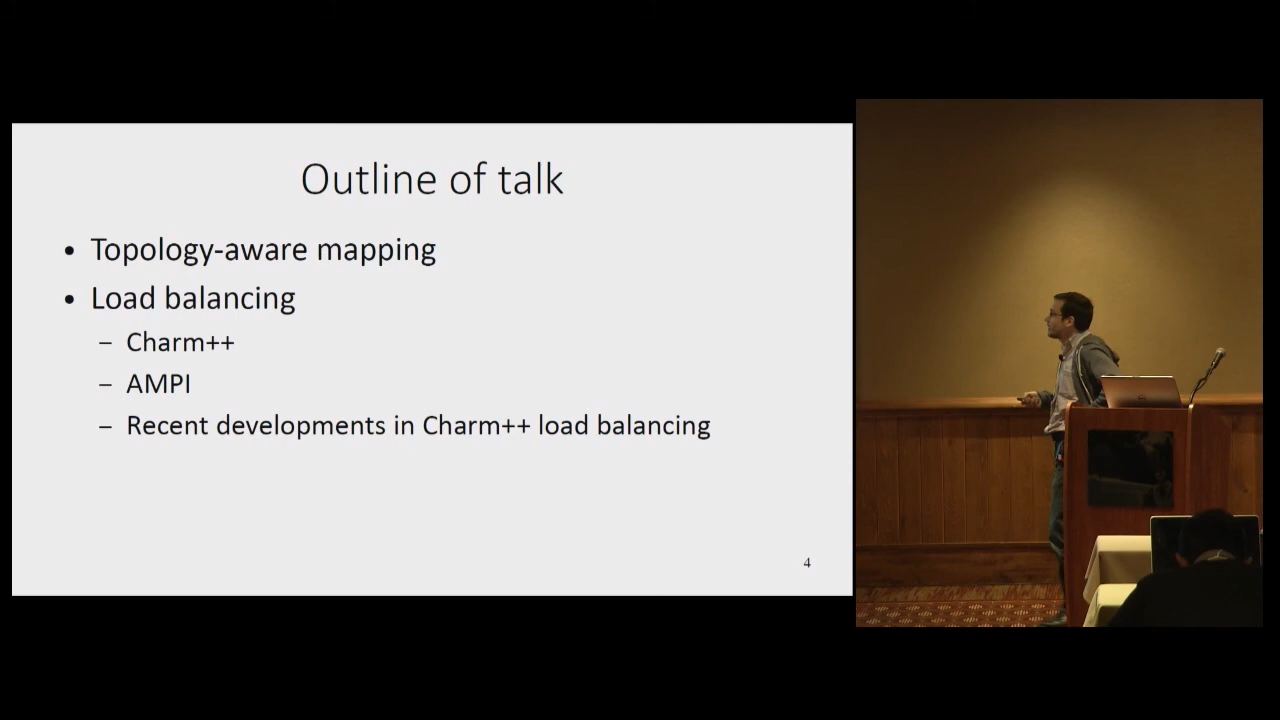 Outline of talk
• Topology-aware mapping
• Load balancing
– Charm++
– AMPI
– Recent developments in Charm++ load balancing
4